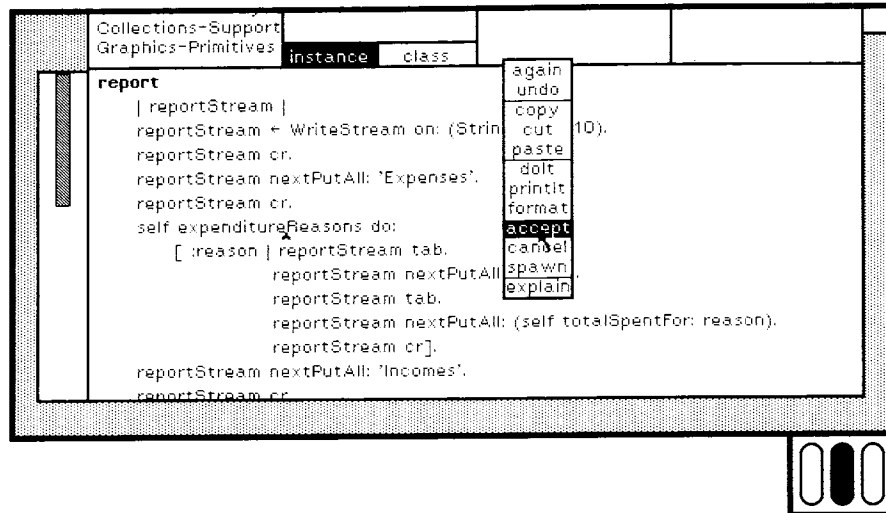 Collections-Support
Graphics-Primitives
instance class
again
undo
copy
cut
paste
doIt
printIt
format
accept
cancel
spawn
explain
report
| reportStream |
reportStream ← WriteStream on: (Strin 10).
reportStream cr.
reportStream nextPutAll: 'Expenses'.
reportStream cr.
self expenditureReasons do:
[ :reason | reportStream tab.
reportStream nextPutAll .
reportStream tab.
reportStream nextPutAll: (self totalSpentFor: reason).
reportStream cr].
reportStream nextPutAll: 'Incomes'.
reportStream cr